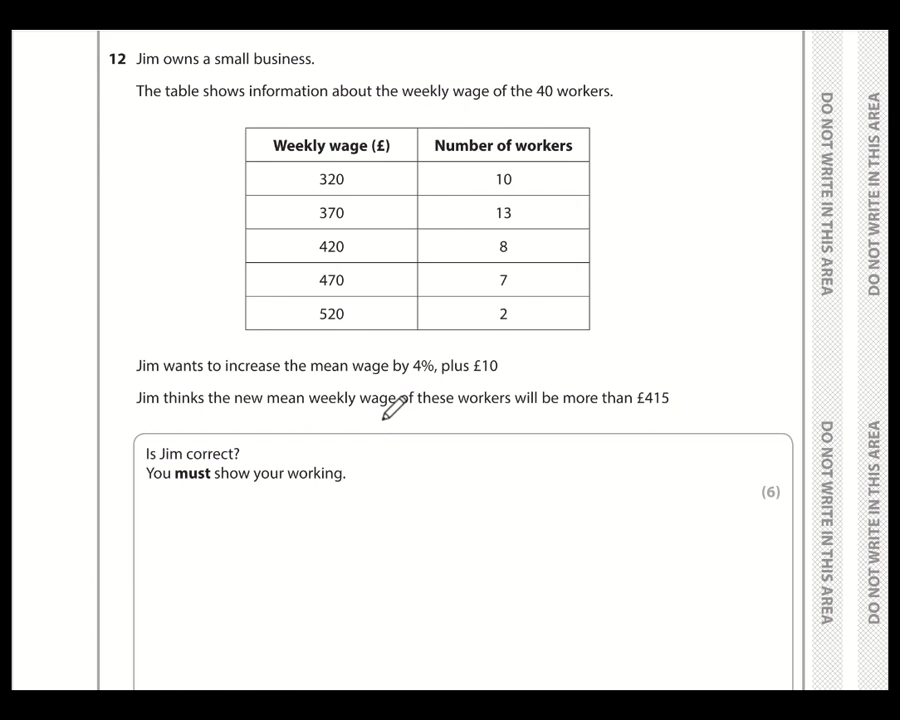 12 Jim owns a small business.
The table shows information about the weekly wage of the 40 workers.
Weekly wage (£) Number of workers
320 10
370 13
420 8
470 7
520 2
Jim wants to increase the mean wage by 4%, plus £10
Jim thinks the new mean weekly wage of these workers will be more than £415
Is Jim correct?
You must show your working.
(6)
DO NOT WRITE IN THIS AREA
DO NOT WRITE IN THIS AREA
DO NOT WRITE IN THIS AREA
DO NOT WRITE IN THIS AREA